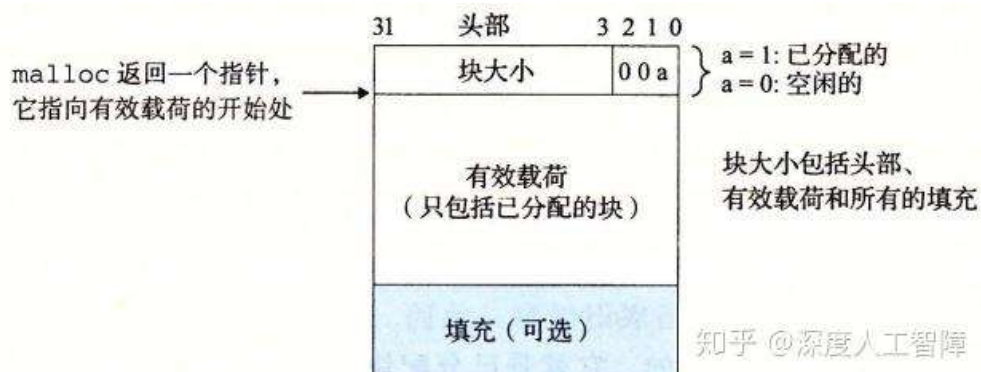 31 头部 3 2 1 0
块大小 0 0 a
a = 1: 已分配的
a = 0: 空闲的
malloc 返回一个指针，
它指向有效载荷的开始处
有效载荷
（只包括已分配的块）
块大小包括头部、
有效载荷和所有的填充
填充（可选）
知乎 @深度人工智障